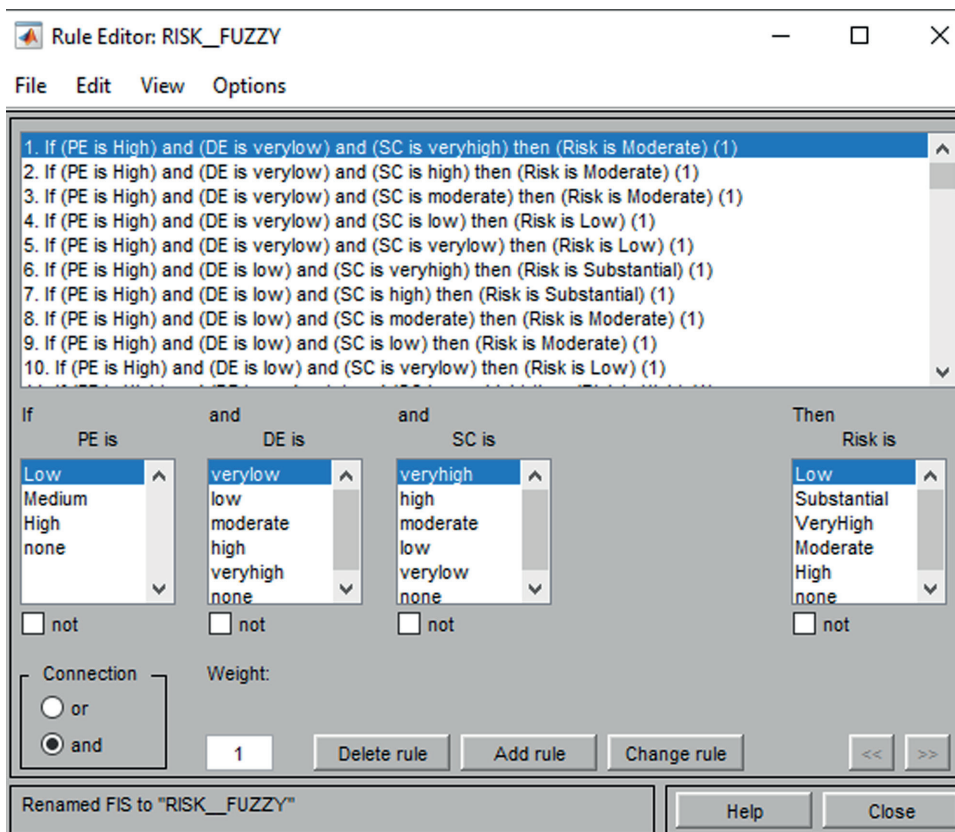 Rule Editor: RISK__FUZZY
File Edit View Options
1. If (PE is High) and (DE is verylow) and (SC is veryhigh) then (Risk is Moderate) (1)
2. If (PE is High) and (DE is verylow) and (SC is high) then (Risk is Moderate) (1)
3. If (PE is High) and (DE is verylow) and (SC is moderate) then (Risk is Moderate) (1)
4. If (PE is High) and (DE is verylow) and (SC is low) then (Risk is Low) (1)
5. If (PE is High) and (DE is verylow) and (SC is verylow) then (Risk is Low) (1)
6. If (PE is High) and (DE is low) and (SC is veryhigh) then (Risk is Substantial) (1)
7. If (PE is High) and (DE is low) and (SC is high) then (Risk is Substantial) (1)
8. If (PE is High) and (DE is low) and (SC is moderate) then (Risk is Moderate) (1)
9. If (PE is High) and (DE is low) and (SC is low) then (Risk is Moderate) (1)
10. If (PE is High) and (DE is low) and (SC is verylow) then (Risk is Low) (1)
If and and Then
PE is DE is SC is Risk is
Low verylow veryhigh Low
Medium low high Substantial
High moderate moderate VeryHigh
none high low Moderate
veryhigh verylow High
none none none
not not not not
Connection Weight:
or
and 1 Delete rule Add rule Change rule << >>
Renamed FIS to "RISK__FUZZY" Help Close